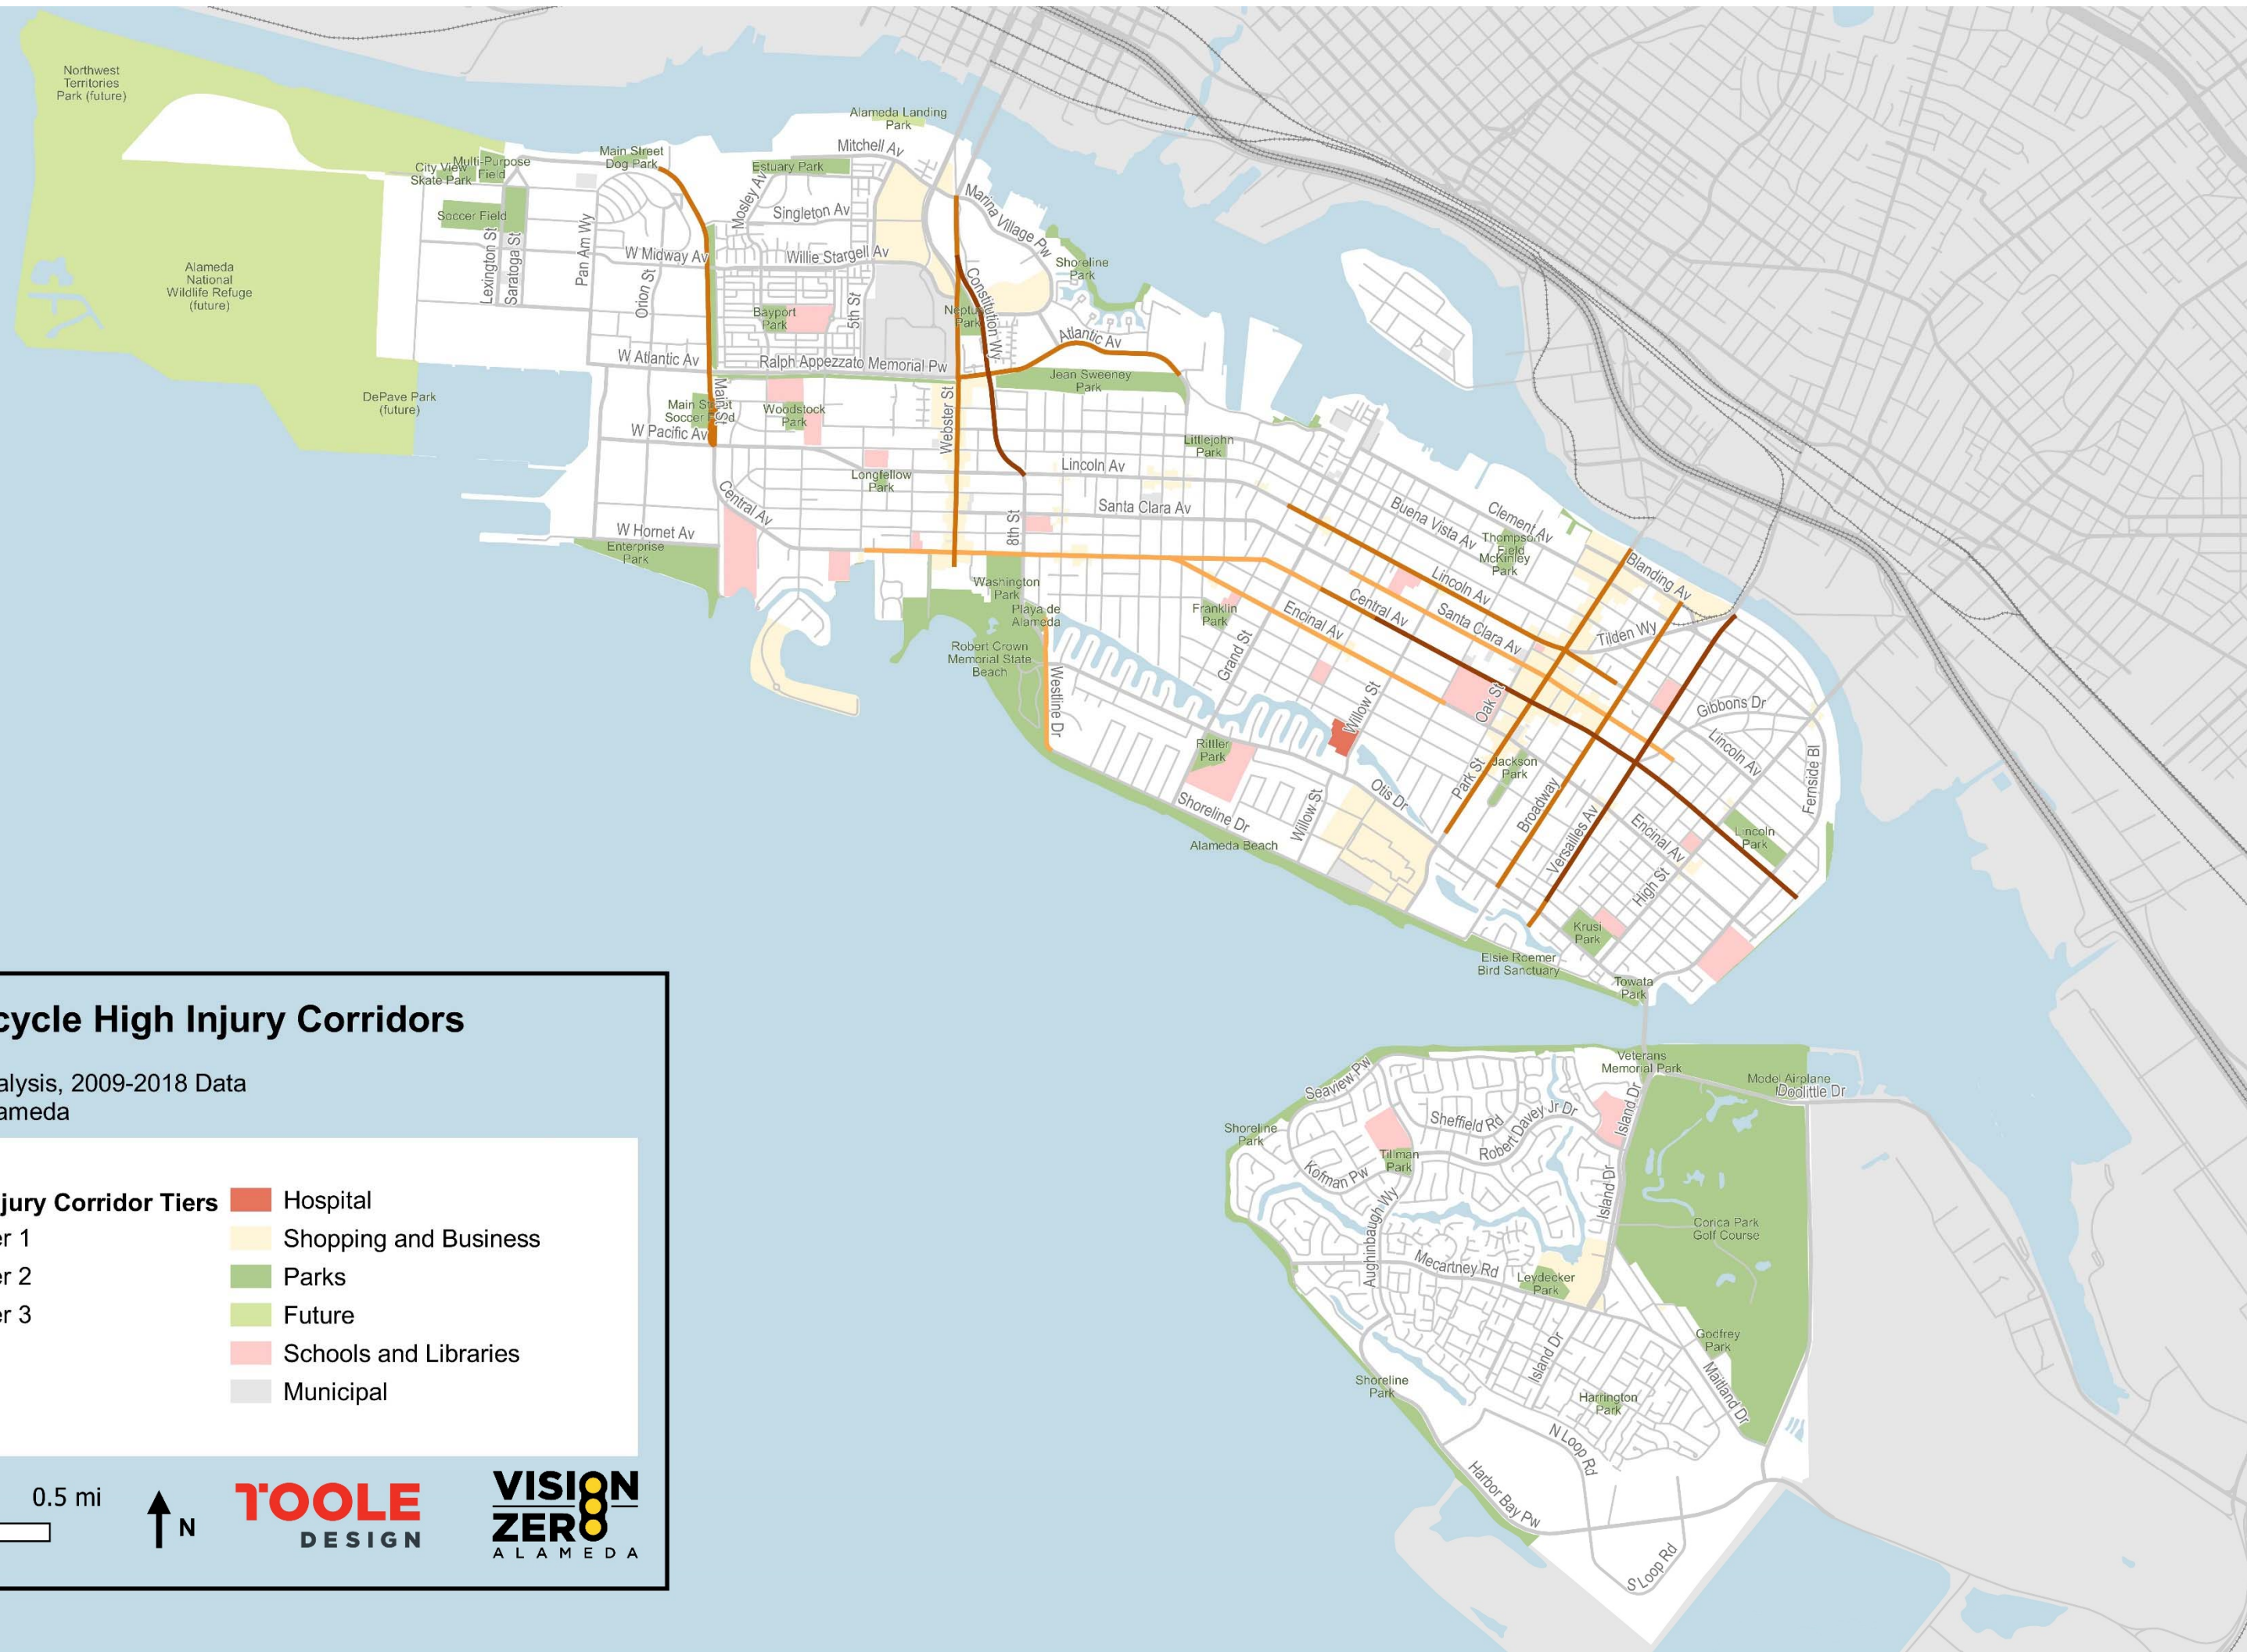 Northwest
Territories
Park (future)
Alameda Landing
Park
Mitchell Av
Main Street
Dog Park
Multi-Purpose
Field
City View
Skate Park
Estuary Park
Mosley Av
Marina Village Pw
Singleton Av
Soccer Field
Lexington St
Saratoga St
Pan Am Wy
W Midway Av
Willie Stargell Av
Orion St
Shoreline
Park
Alameda
National
Wildlife Refuge
(future)
Constitution Wy
5th St
Bayport
Park
Park
Atlantic Av
W Atlantic Av
Ralph Appezzato Memorial Pw
Jean Sweeney
Park
DePave Park
(future)
Main St
Webster St
Woodstock
Park
W Pacific Av
Littlejohn
Park
Lincoln Av
Longfellow
Park
Central Av
Santa Clara Av
8th St
Buena Vista Av
Clement Av
Thompson
Field
McKinley
Park
W Hornet Av
Enterprise
Park
Blanding Av
Washington
Park
Playa de
Alameda
Franklin
Park
Encinal Av
Central Av
Lincoln Av
Santa Clara Av
Tilden Wy
Grand St
Robert Crown
Memorial State
Beach
Westline Dr
Willow St
Oak St
Gibbons Dr
Lincoln Av
Fernside Bl
Rittler
Park
Otis Dr
Park St
Jackson
Park
Broadway
Versailles Av
Shoreline Dr
Willow St
Encinal Av
Lincoln
Park
Alameda Beach
High St
Krusi
Park
Elsie Roemer
Bird Sanctuary
Towata
Park
Veterans
Memorial Park
Model Airplane
Doolittle Dr
Seaview Pw
Shoreline
Park
Sheffield Rd
Robert Davey Jr Dr
Island Dr
Tillman
Park
Kofman Pw
Aughinbaugh Wy
Island Dr
Corica Park
Golf Course
Mecartney Rd
Leydecker
Park
Godfrey
Park
Island Dr
Maitland Dr
Shoreline
Park
Harrington
Park
N Loop Rd
Harbor Bay Pw
S Loop Rd
cycle High Injury Corridors
alysis, 2009-2018 Data
ameda
jury Corridor Tiers
er 1
er 2
er 3
Hospital
Shopping and Business
Parks
Future
Schools and Libraries
Municipal
0.5 mi
N
TOOLE
DESIGN
VISION
ZERO
ALAMEDA